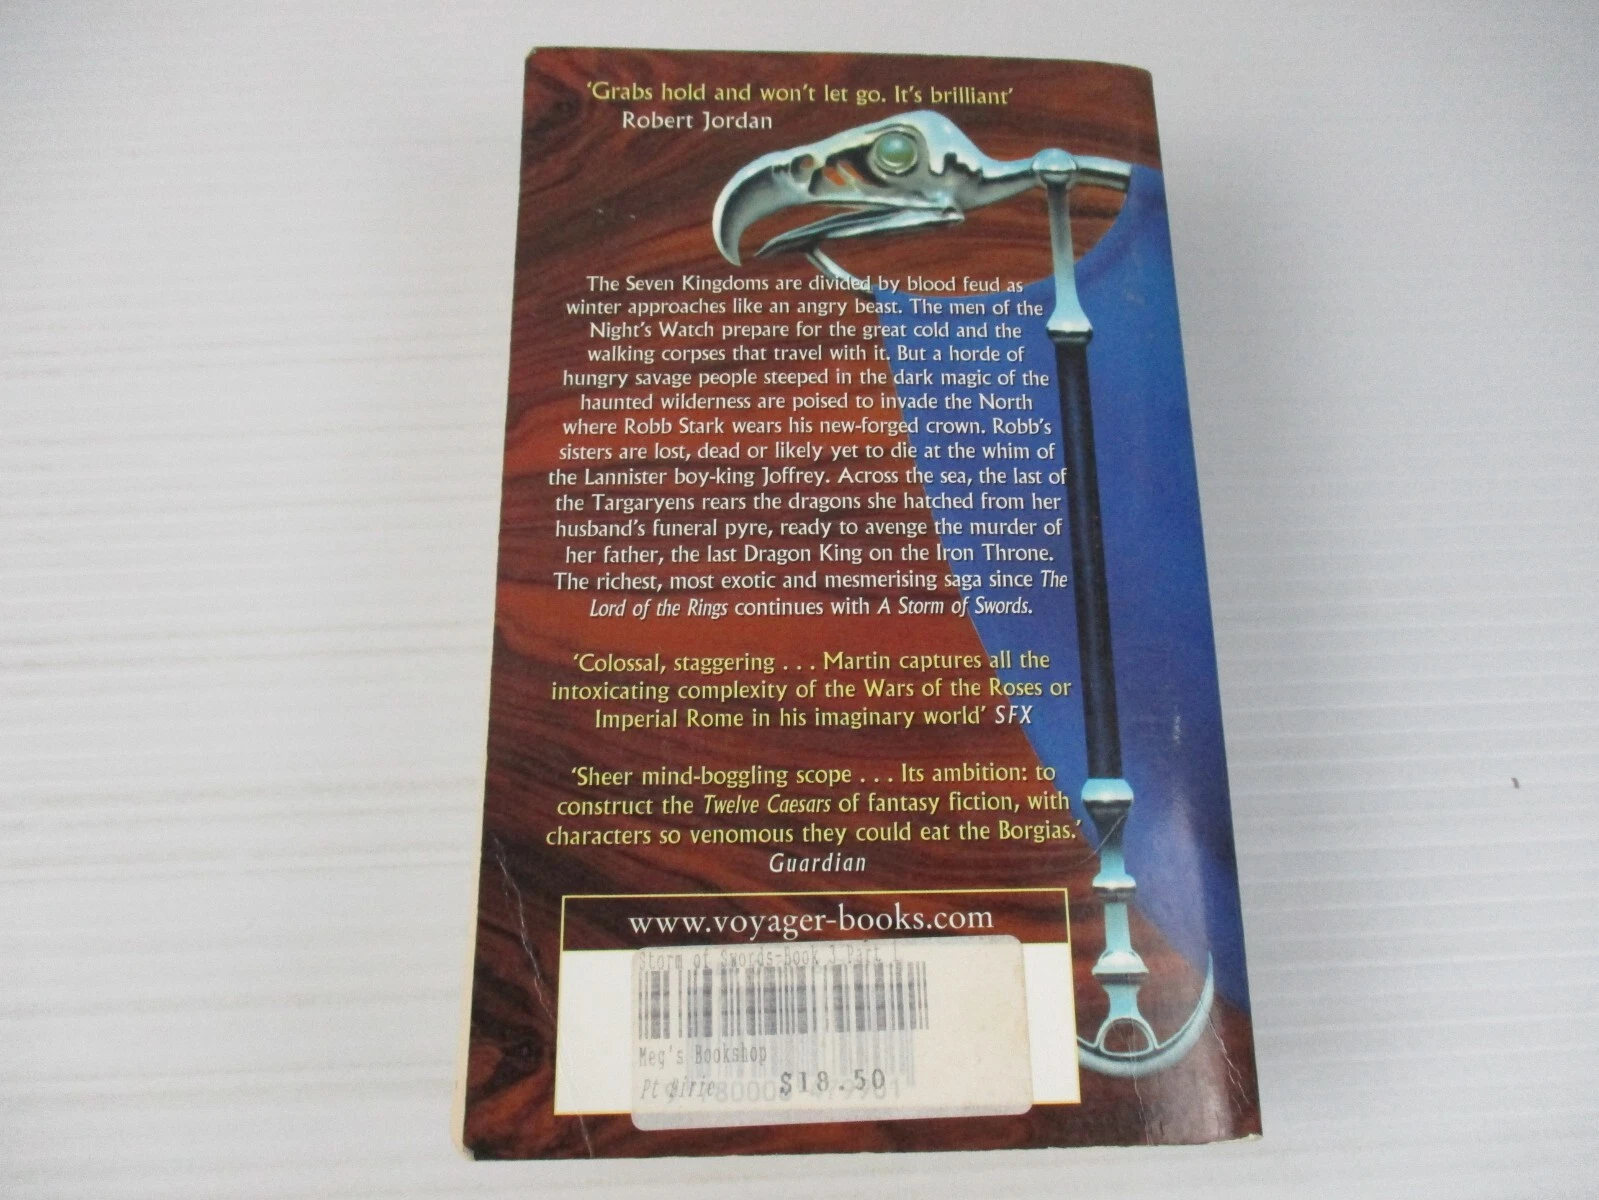 'Grabs hold and won't let go. It's brilliant'
Robert Jordan
The Seven Kingdoms are divided by blood feud as
winter approaches like an angry beast. The men of the
Night's Watch prepare for the great cold and the
walking corpses that travel with it. But a horde of
hungry savage people steeped in the dark magic of the
haunted wilderness are poised to invade the North
where Robb Stark wears his new-forged crown. Robb's
sisters are lost, dead or likely yet to die at the whim of
the Lannister boy-king Joffrey. Across the sea, the last of
the Targaryens rears the dragons she hatched from her
husband's funeral pyre, ready to avenge the murder of
her father, the last Dragon King on the Iron Throne.
The richest, most exotic and mesmerising saga since The
Lord of the Rings continues with A Storm of Swords.
'Colossal, staggering . . . Martin captures all the
intoxicating complexity of the Wars of the Roses or
Imperial Rome in his imaginary world' SFX
'Sheer mind-boggling scope . . . Its ambition: to
construct the Twelve Caesars of fantasy fiction, with
characters so venomous they could eat the Borgias.'
Guardian
www.voyager-books.com
Storm of Swords-Book 3 Part 1
Meg's Bookshop
Pt Pirie $18.50